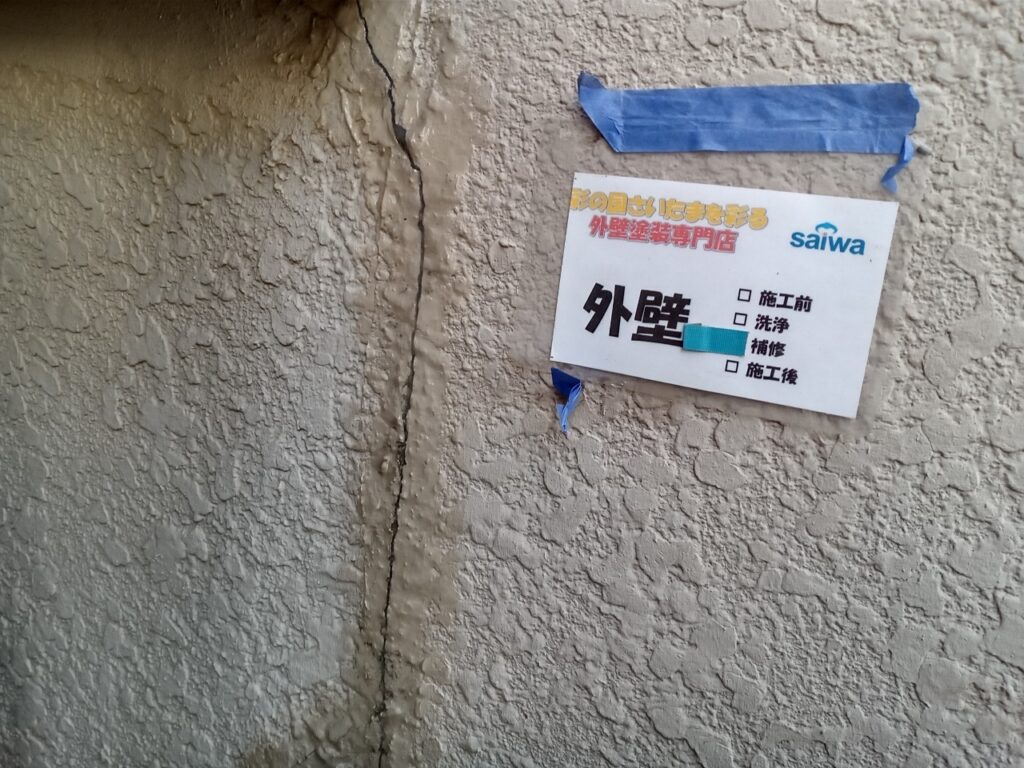 彩の国さいたまを彩る
外壁塗装専門店
saiwa
外壁
□ 施工前
□ 洗浄
補修
□ 施工後